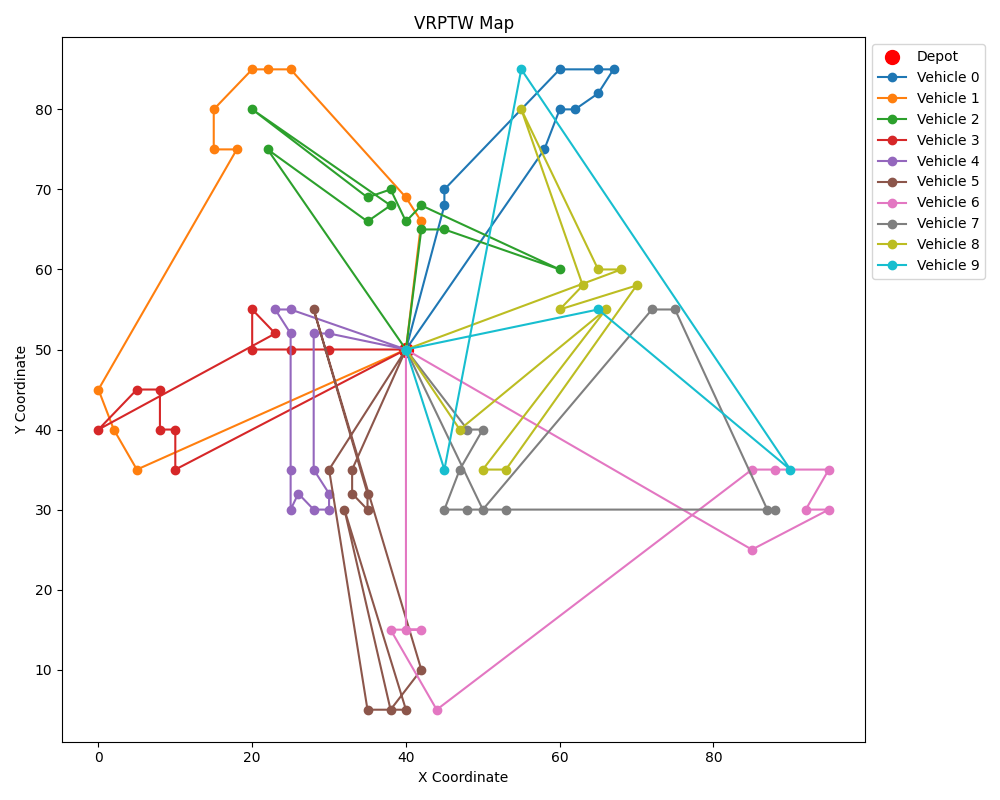 VRPTW Map
Depot
Vehicle 0
Vehicle 1
Vehicle 2
Vehicle 3
Vehicle 4
Vehicle 5
Vehicle 6
Vehicle 7
Vehicle 8
Vehicle 9
Y Coordinate
80
70
60
50
40
30
20
10
0 20 40 60 80
X Coordinate